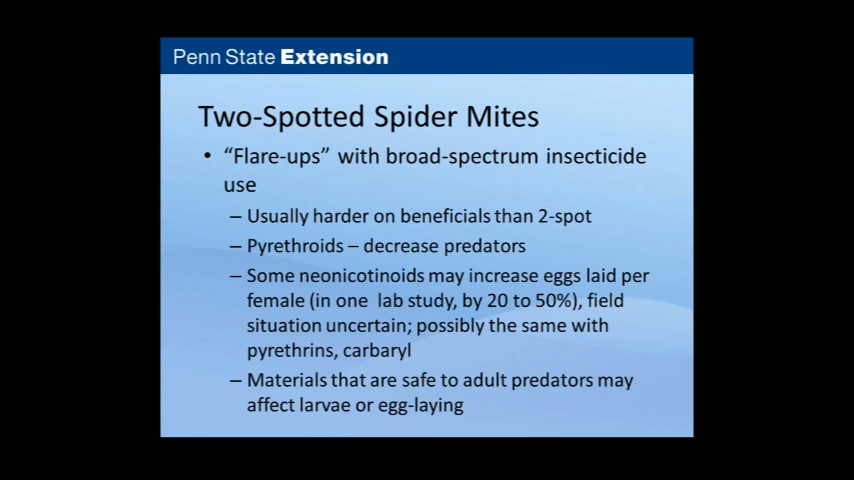 Penn State Extension
Two-Spotted Spider Mites
• “Flare-ups” with broad-spectrum insecticide
use
– Usually harder on beneficials than 2-spot
– Pyrethroids – decrease predators
– Some neonicotinoids may increase eggs laid per
female (in one lab study, by 20 to 50%), field
situation uncertain; possibly the same with
pyrethrins, carbaryl
– Materials that are safe to adult predators may
affect larvae or egg-laying